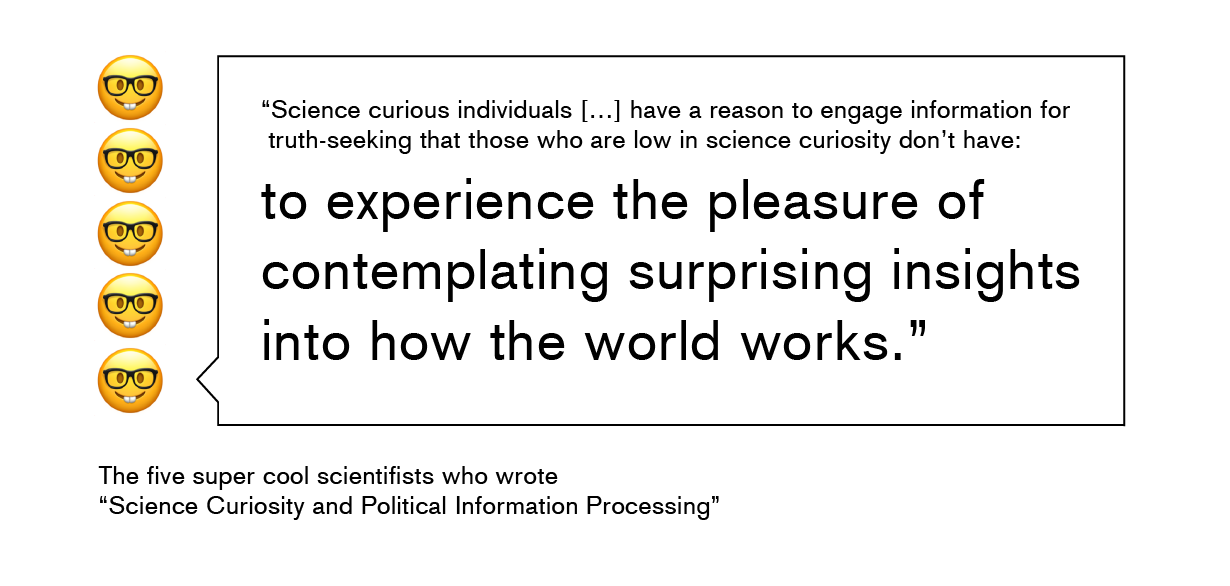 “Science curious individuals […] have a reason to engage information for
truth-seeking that those who are low in science curiosity don’t have:
to experience the pleasure of
contemplating surprising insights
into how the world works.”
The five super cool scientifists who wrote
“Science Curiosity and Political Information Processing”